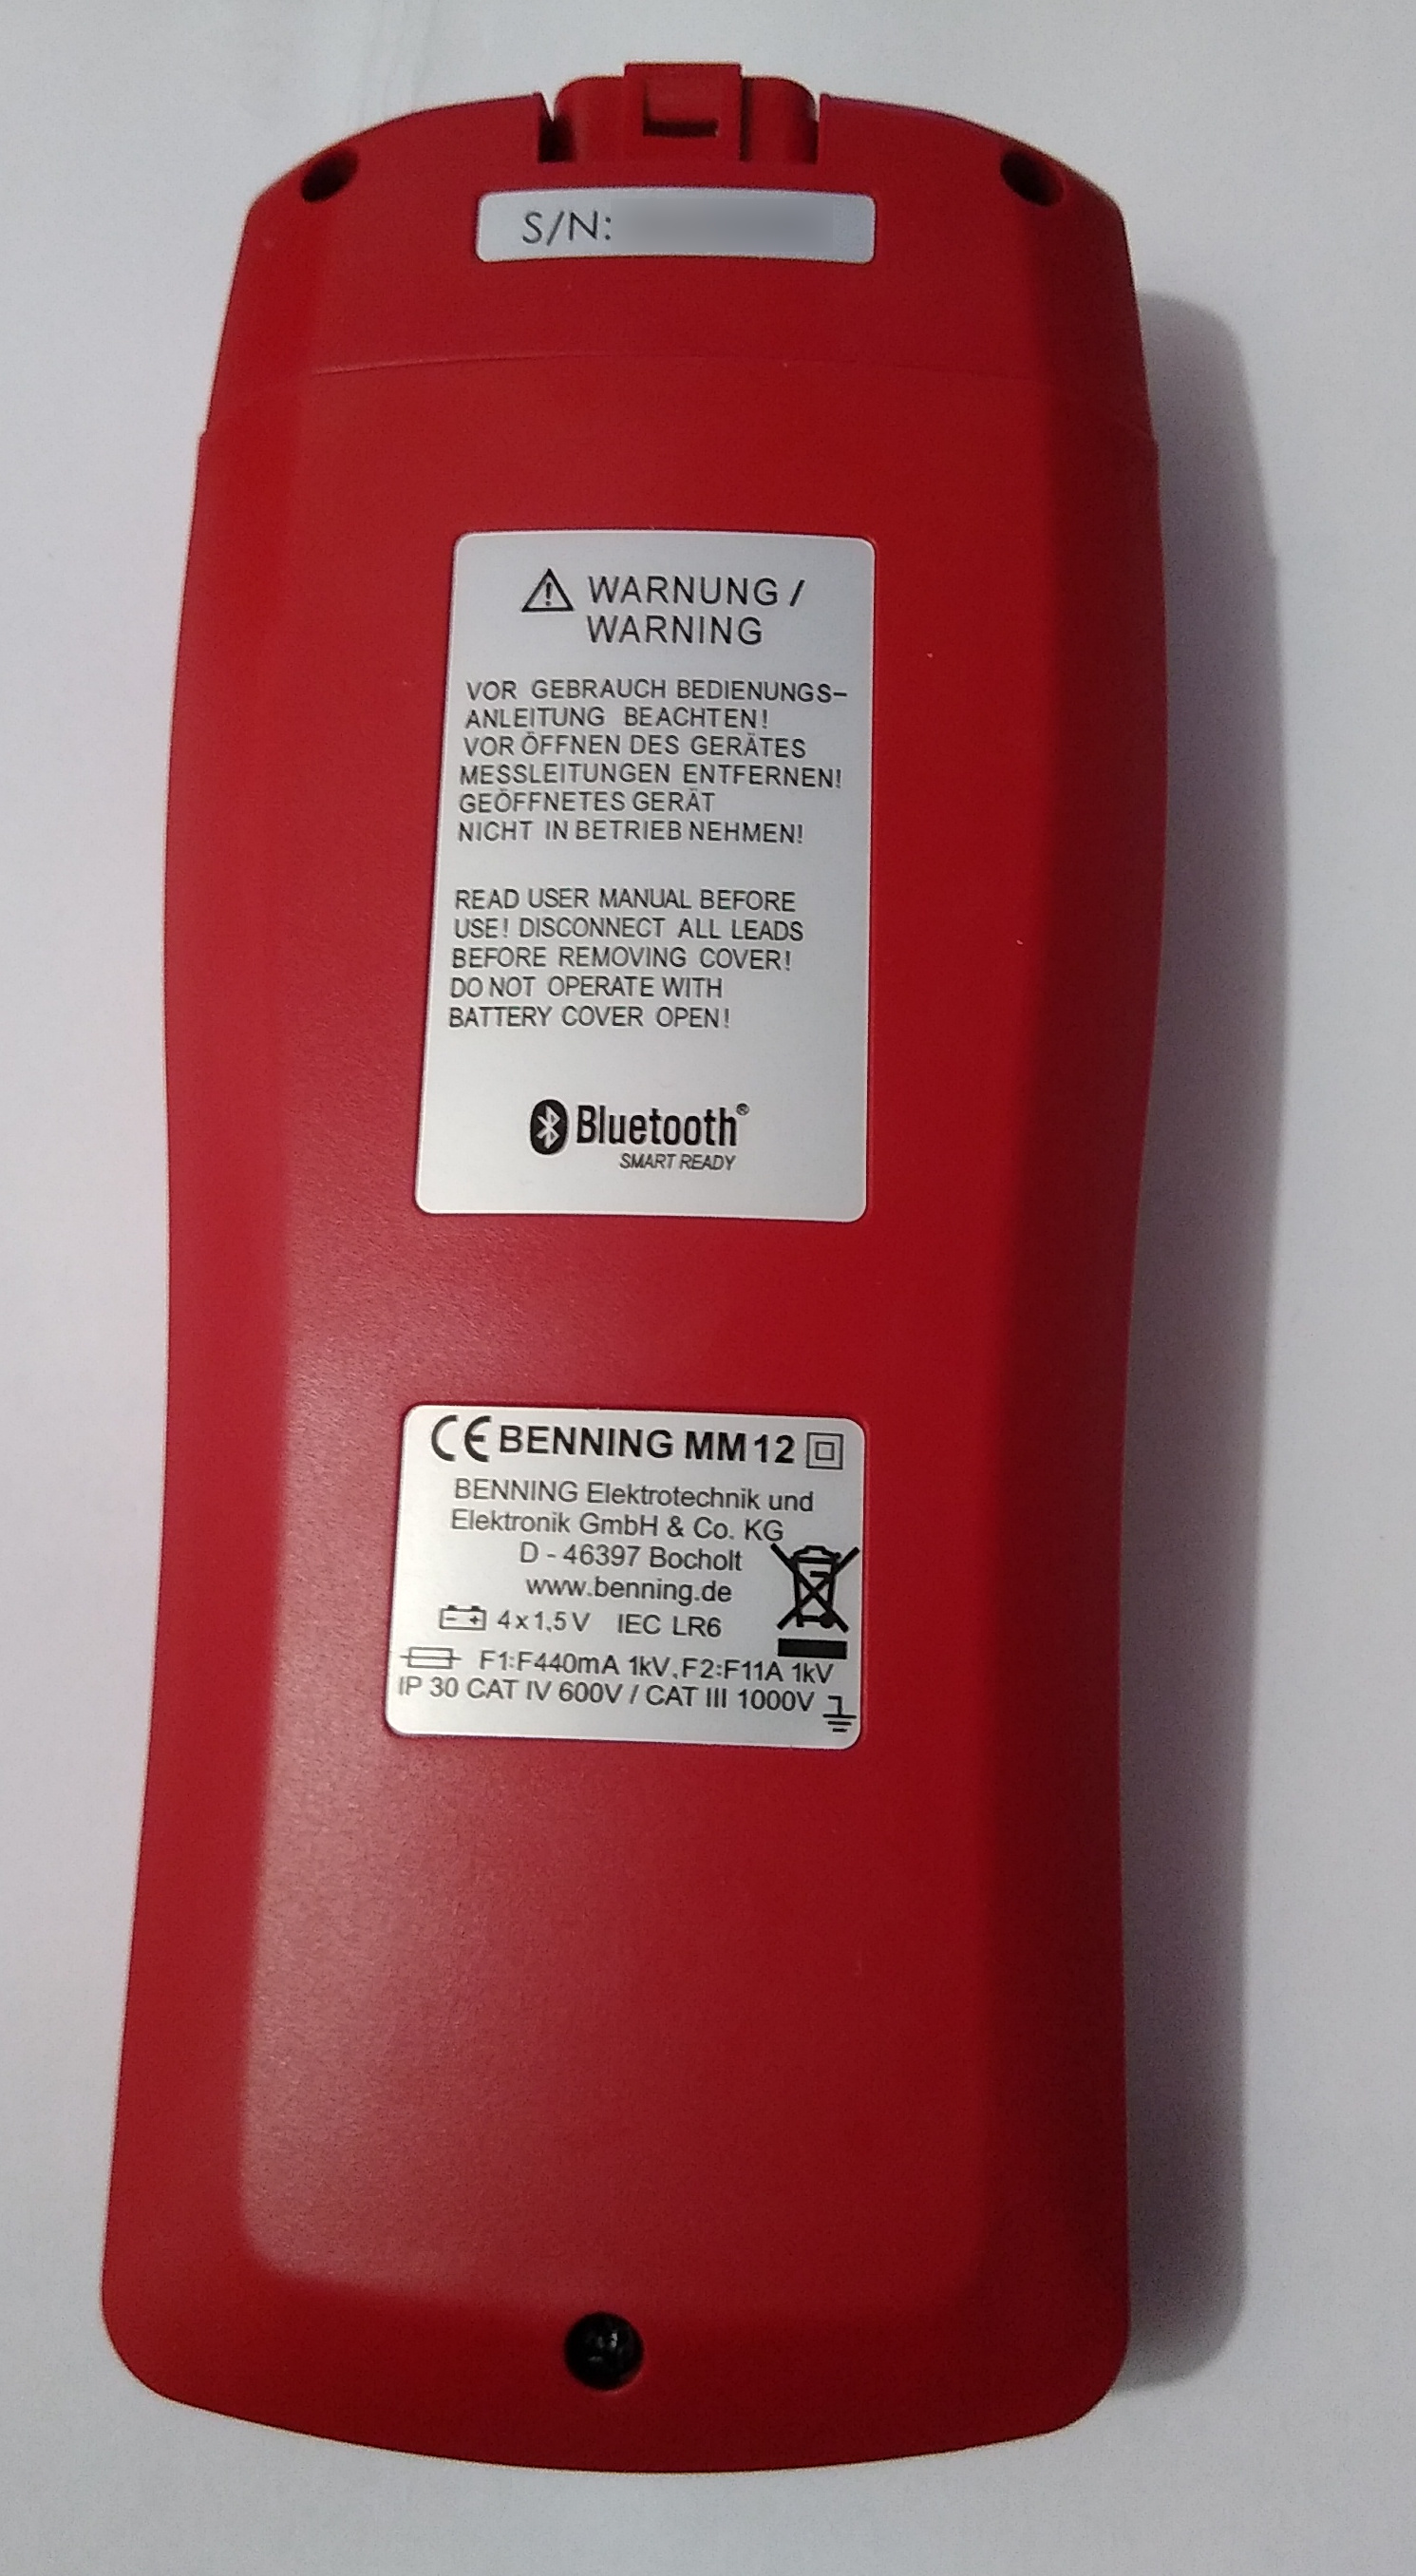 S/N:
WARNUNG /
WARNING
VOR GEBRAUCH BEDIENUNGS-
ANLEITUNG BEACHTEN!
VOR ÖFFNEN DES GERÄTES
MESSLEITUNGEN ENTFERNEN!
GEÖFFNETES GERÄT
NICHT IN BETRIEB NEHMEN!
READ USER MANUAL BEFORE
USE! DISCONNECT ALL LEADS
BEFORE REMOVING COVER!
DO NOT OPERATE WITH
BATTERY COVER OPEN!
Bluetooth®
SMART READY
CE BENNING MM 12
BENNING Elektrotechnik und
Elektronik GmbH & Co. KG
D - 46397 Bocholt
www.benning.de
4x1,5V IEC LR6
F1:F440mA 1kV, F2:F11A 1kV
IP 30 CAT IV 600V / CAT III 1000V